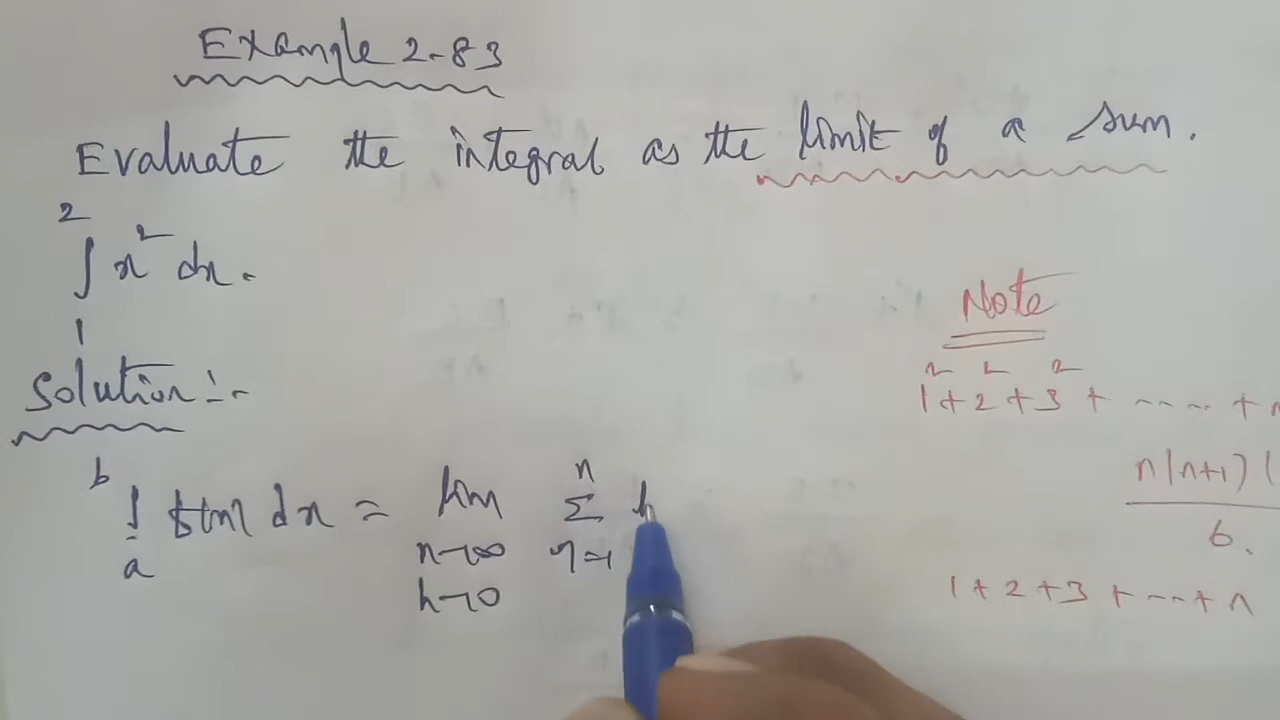 Example 2.83
Evaluate the integral as the limit of a sum.
2
∫ x² dx.
1
Solution:-
b
∫ f(x) dx = lim Σ h
a
n→∞
h→0
n
r=1
Note
1² + 2² + 3² + ---- +
n(n+1)(
6.
1 + 2 + 3 + --- + n